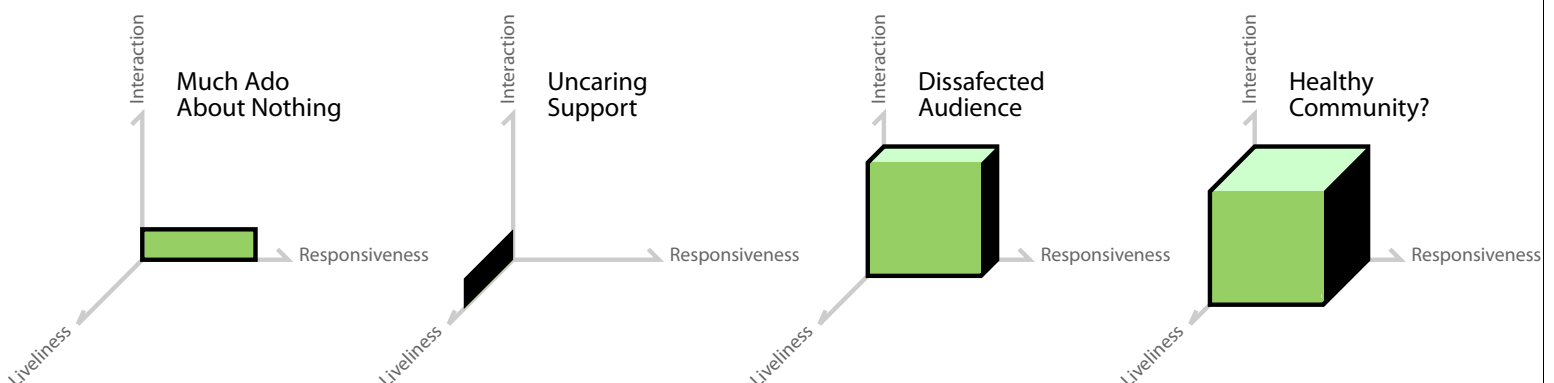 Interaction
Much Ado
About Nothing
Responsiveness
Liveliness
Interaction
Uncaring
Support
Responsiveness
Liveliness
Interaction
Dissafected
Audience
Responsiveness
Liveliness
Interaction
Healthy
Community?
Responsiveness
Liveliness